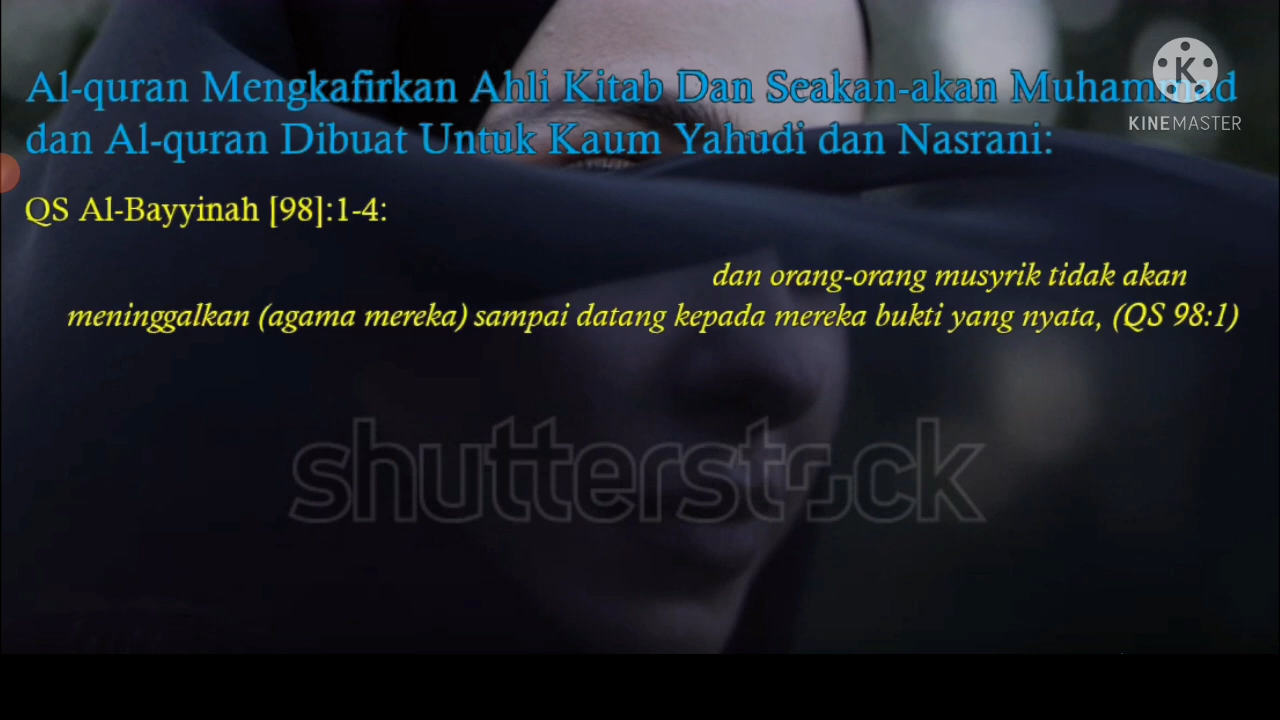 Al-quran Mengkafirkan Ahli Kitab Dan Seakan-akan Muhammad
dan Al-quran Dibuat Untuk Kaum Yahudi dan Nasrani:
KINEMASTER
QS Al-Bayyinah [98]:1-4:
dan orang-orang musyrik tidak akan
meninggalkan (agama mereka) sampai datang kepada mereka bukti yang nyata, (QS 98:1)
shutterstock